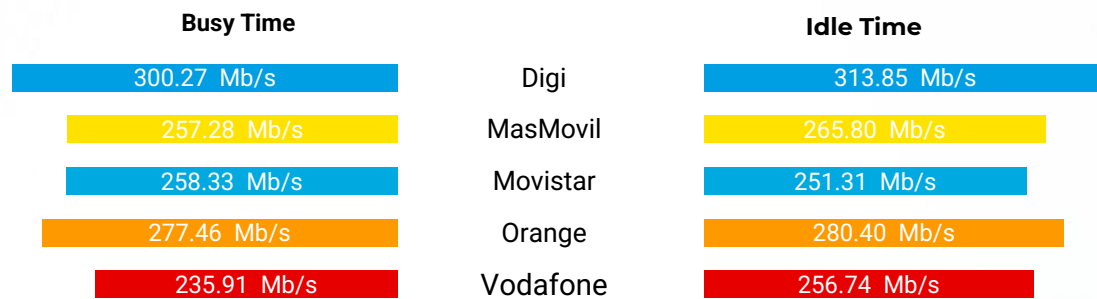 Busy Time Idle Time
300.27 Mb/s Digi 313.85 Mb/s
257.28 Mb/s MasMovil 265.80 Mb/s
258.33 Mb/s Movistar 251.31 Mb/s
277.46 Mb/s Orange 280.40 Mb/s
235.91 Mb/s Vodafone 256.74 Mb/s